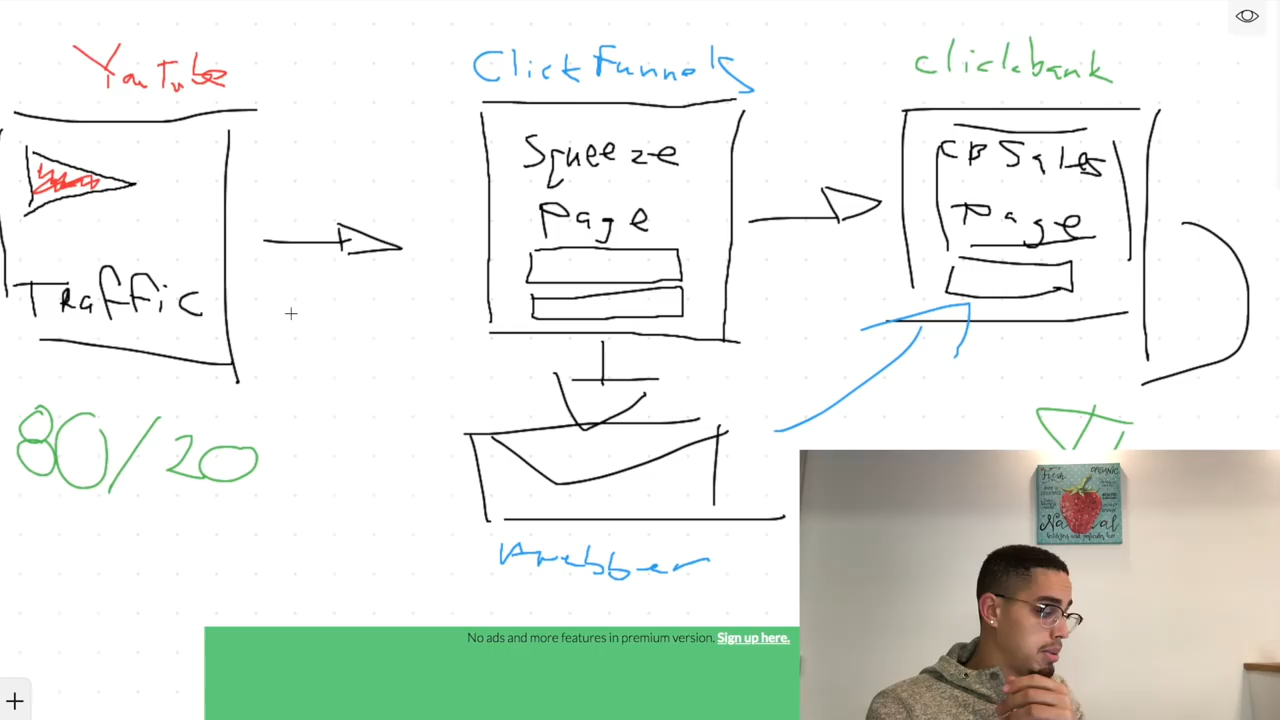 YouTube
Traffic
80/20
ClickFunnels
Squeeze
Page
clickbank
CB Sales
Page
No ads and more features in premium version. Sign up here.
Fresh
ORGANIC
Natural